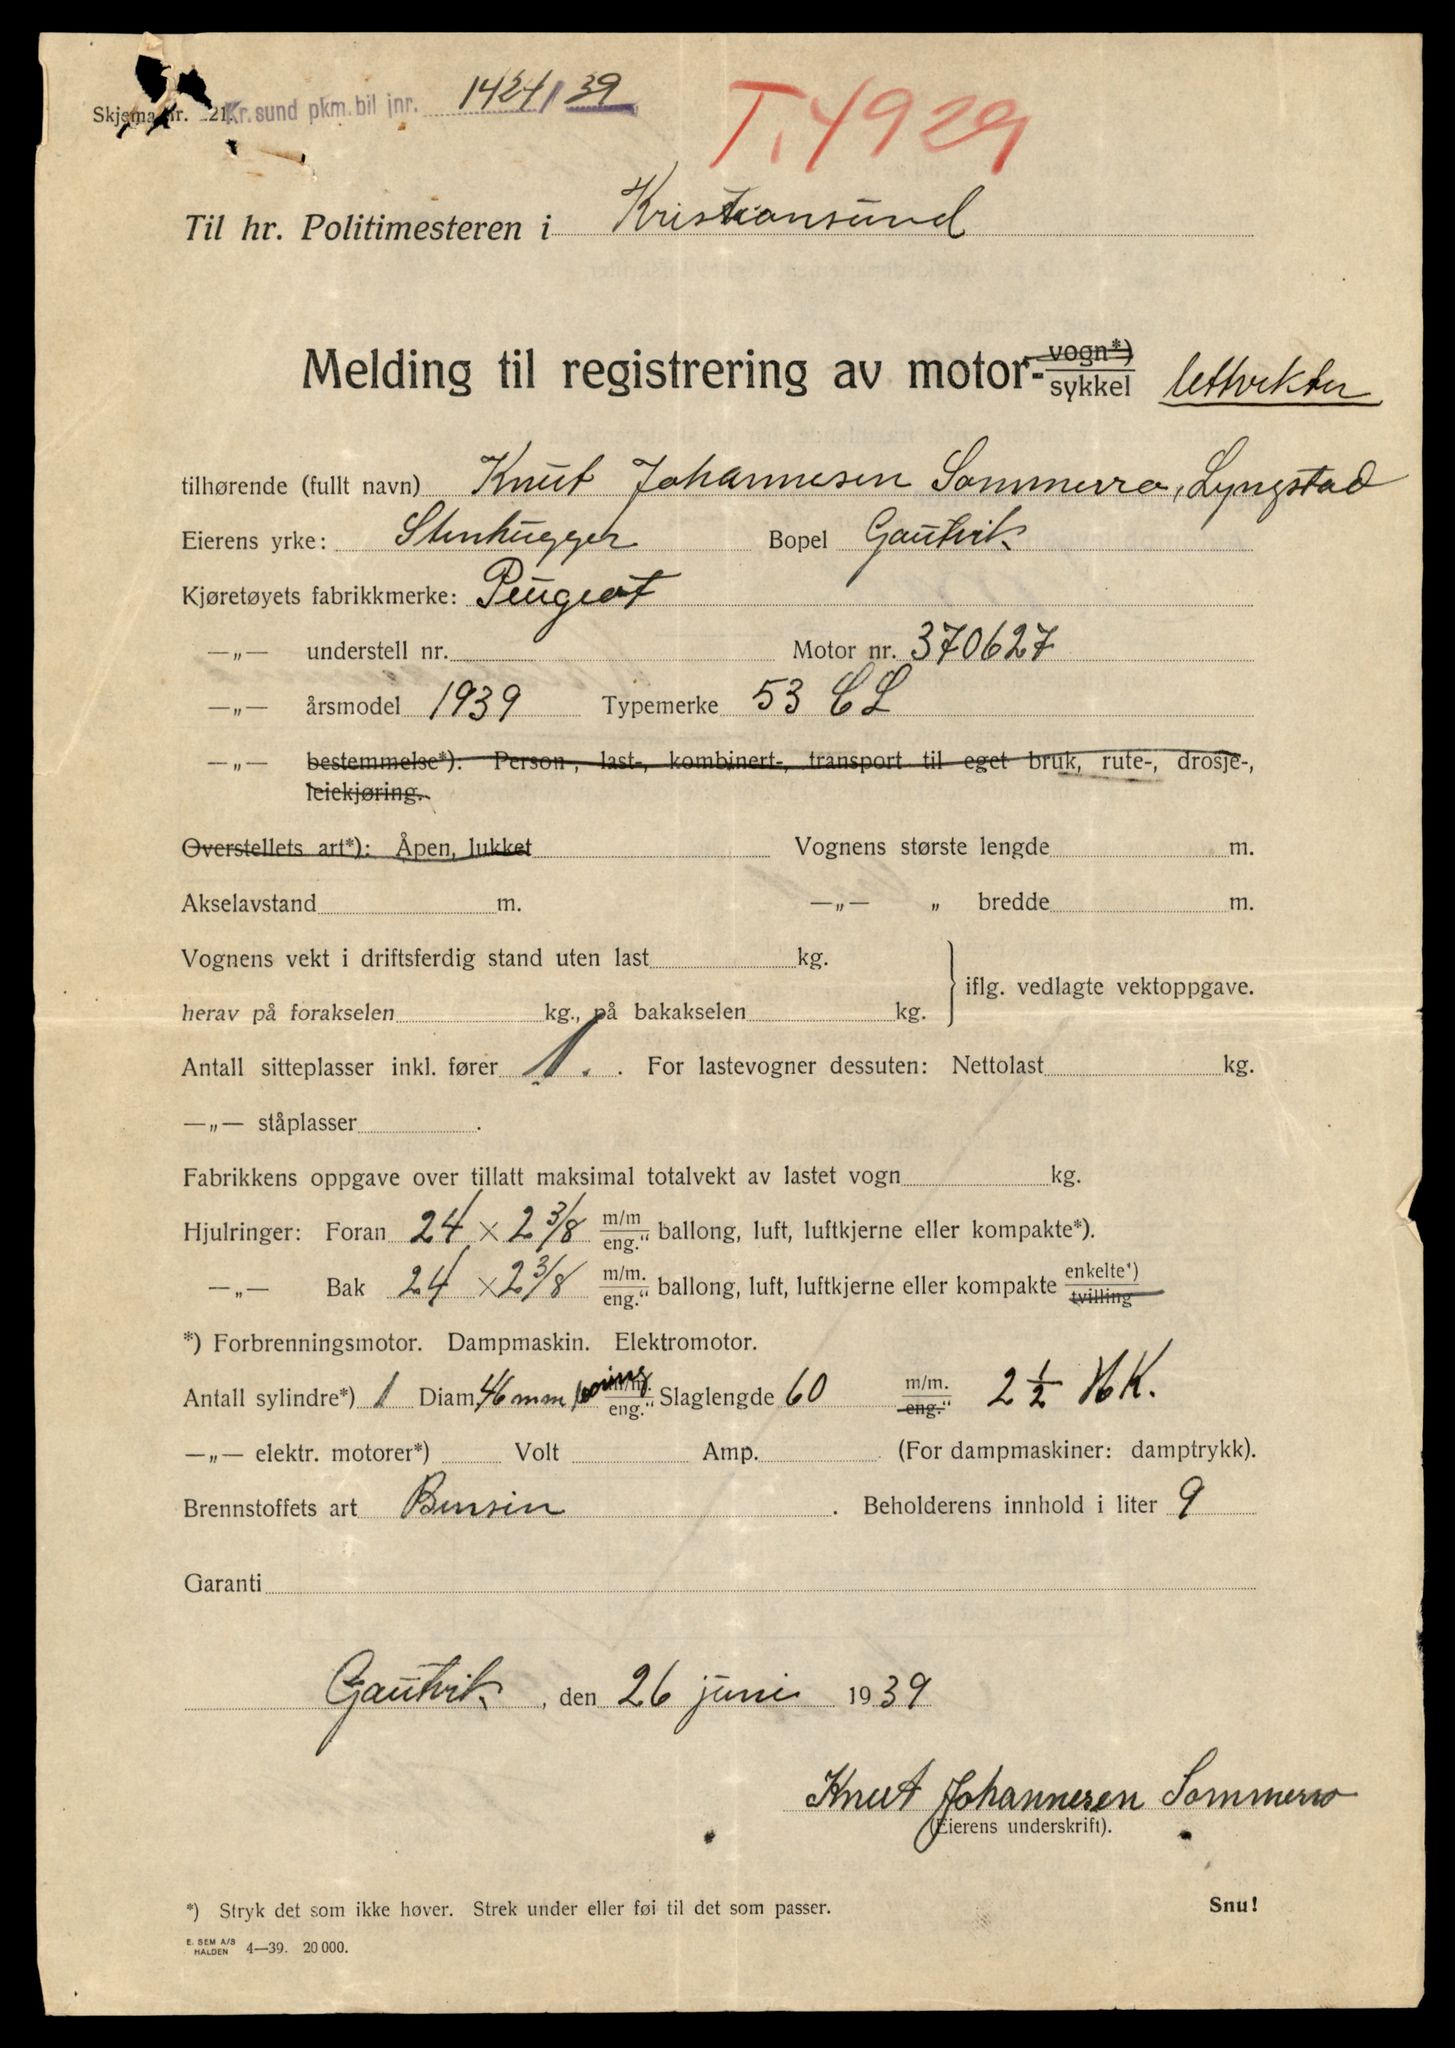 Skjema nr. 21. Kr.sund pkm. bil jnr. 1424/39
T.4929
Til hr. Politimesteren i Kristiansund
Melding til registrering av motor- vogn*) sykkel lettvekter
tilhørende (fullt navn) Knut Johannesen Sommerro, Lyngstad
Eierens yrke: Stenhugger Bopel Gautvik
Kjøretøyets fabrikkmerke: Peugeot
—„— understell nr. Motor nr. 370627
—„— årsmodel 1939 Typemerke 53 CL
—„— bestemmelse*): Person-, last-, kombinert-, transport til eget bruk, rute-, drosje-,
leiekjøring.
Overstellets art*): Åpen, lukket Vognens største lengde m.
Akselavstand m. —„— „ bredde m.
Vognens vekt i driftsferdig stand uten last kg.
iflg. vedlagte vektoppgave.
herav på forakselen kg., på bakakselen kg.
Antall sitteplasser inkl. fører 1. . For lastevogner dessuten: Nettolast kg.
—„— ståplasser .
Fabrikkens oppgave over tillatt maksimal totalvekt av lastet vogn kg.
Hjulringer: Foran 24 × 2 3/8 m/m eng.“ ballong, luft, luftkjerne eller kompakte*).
—„— Bak 24 × 2 3/8 m/m. eng.“ ballong, luft, luftkjerne eller kompakte enkelte*) tvilling
*) Forbrenningsmotor. Dampmaskin. Elektromotor.
Antall sylindre*) 1 Diam. 46 mm boring m/m. eng.“ Slaglengde 60 m/m. eng.“ 2 1/2 HK.
—„— elektr. motorer*) Volt Amp. (For dampmaskiner: damptrykk).
Brennstoffets art Bensin . Beholderens innhold i liter 9
Garanti
Gautvik, den 26 juni 1939
Knut Johannesen Sommerro
(Eierens underskrift).
*) Stryk det som ikke høver. Strek under eller føi til det som passer. Snu!
E. SEM A/S HALDEN 4—39. 20 000.